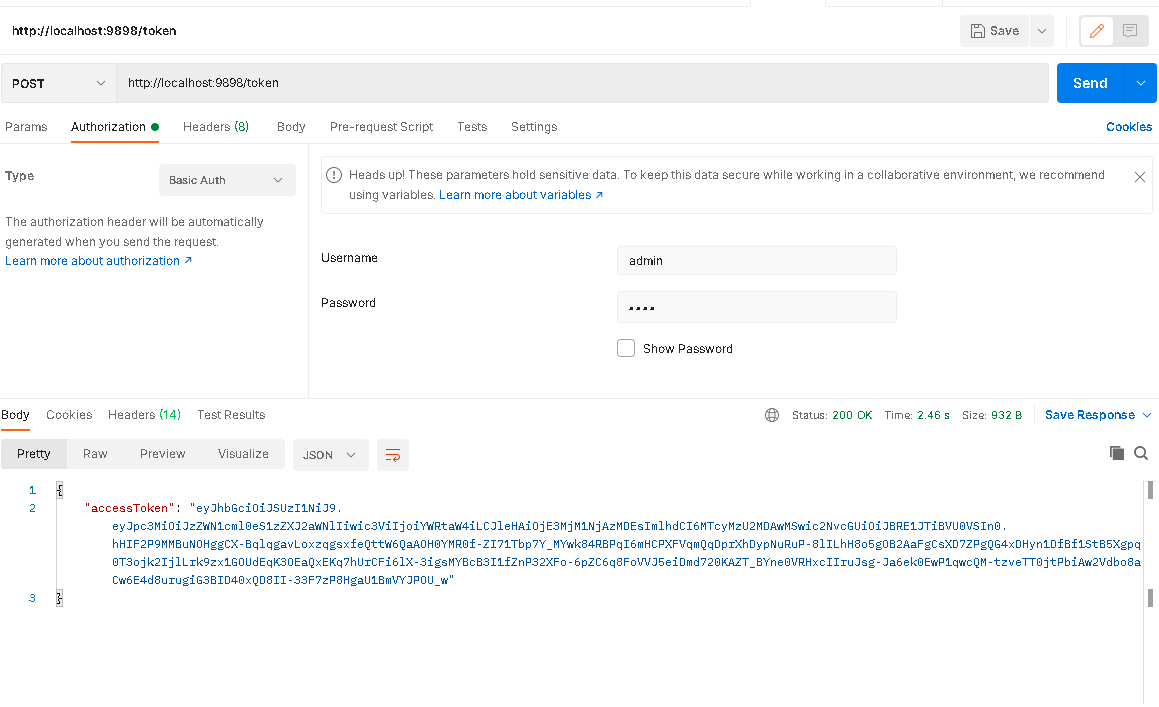 http://localhost:9898/token
Save
POST http://localhost:9898/token Send
Params Authorization Headers (8) Body Pre-request Script Tests Settings Cookies
Type Basic Auth
The authorization header will be automatically
generated when you send the request.
Learn more about authorization ↗
Heads up! These parameters hold sensitive data. To keep this data secure while working in a collaborative environment, we recommend
using variables. Learn more about variables ↗
Username admin
Password ••••
Show Password
Body Cookies Headers (14) Test Results Status: 200 OK Time: 2.46 s Size: 932 B Save Response
Pretty Raw Preview Visualize JSON
1 {
2 "accessToken": "eyJhbGciOiJSUzI1NiJ9.
eyJpc3MiOiJzZWN1cml0eS1zZXJ2aWNlIiwic3ViIjoiYWRtaW4iLCJleHAiOjE3MjM1NjAzMDEsImlhdCI6MTcyMzU2MDAwMSwic2NvcGUiOiJBRE1JTiBVU0VSIn0.
hHIF2P9MMBuNOHggCX-BqlqgavLoxzqgsxfeQttW6QaAOH0YMR0f-ZI71Tbp7Y_MYwk84RBPqI6mHCPXFVqmQqDprXhDypNuRuP-8lILhH8o5gOB2AaFgCsXD7ZPgQG4xDHyn1DfBf1StB5Xgpq
0T3ojk2IjlLrk9zx1GOUdEqK3OEaQxEKq7hUrCFi6lX-3igsMYBcB3I1fZnP32XFo-6pZC6q8FoVVJ5eiDmd720KAZT_BYne0VRHxcIIruJsg-Ja6ek0EwP1qwcQM-tzveTT0jtPbiAw2Vdbo8a
Cw6E4d8urugiG3BID40xQD8II-33F7zP8HgaU1BmVYJPOU_w"
3 }